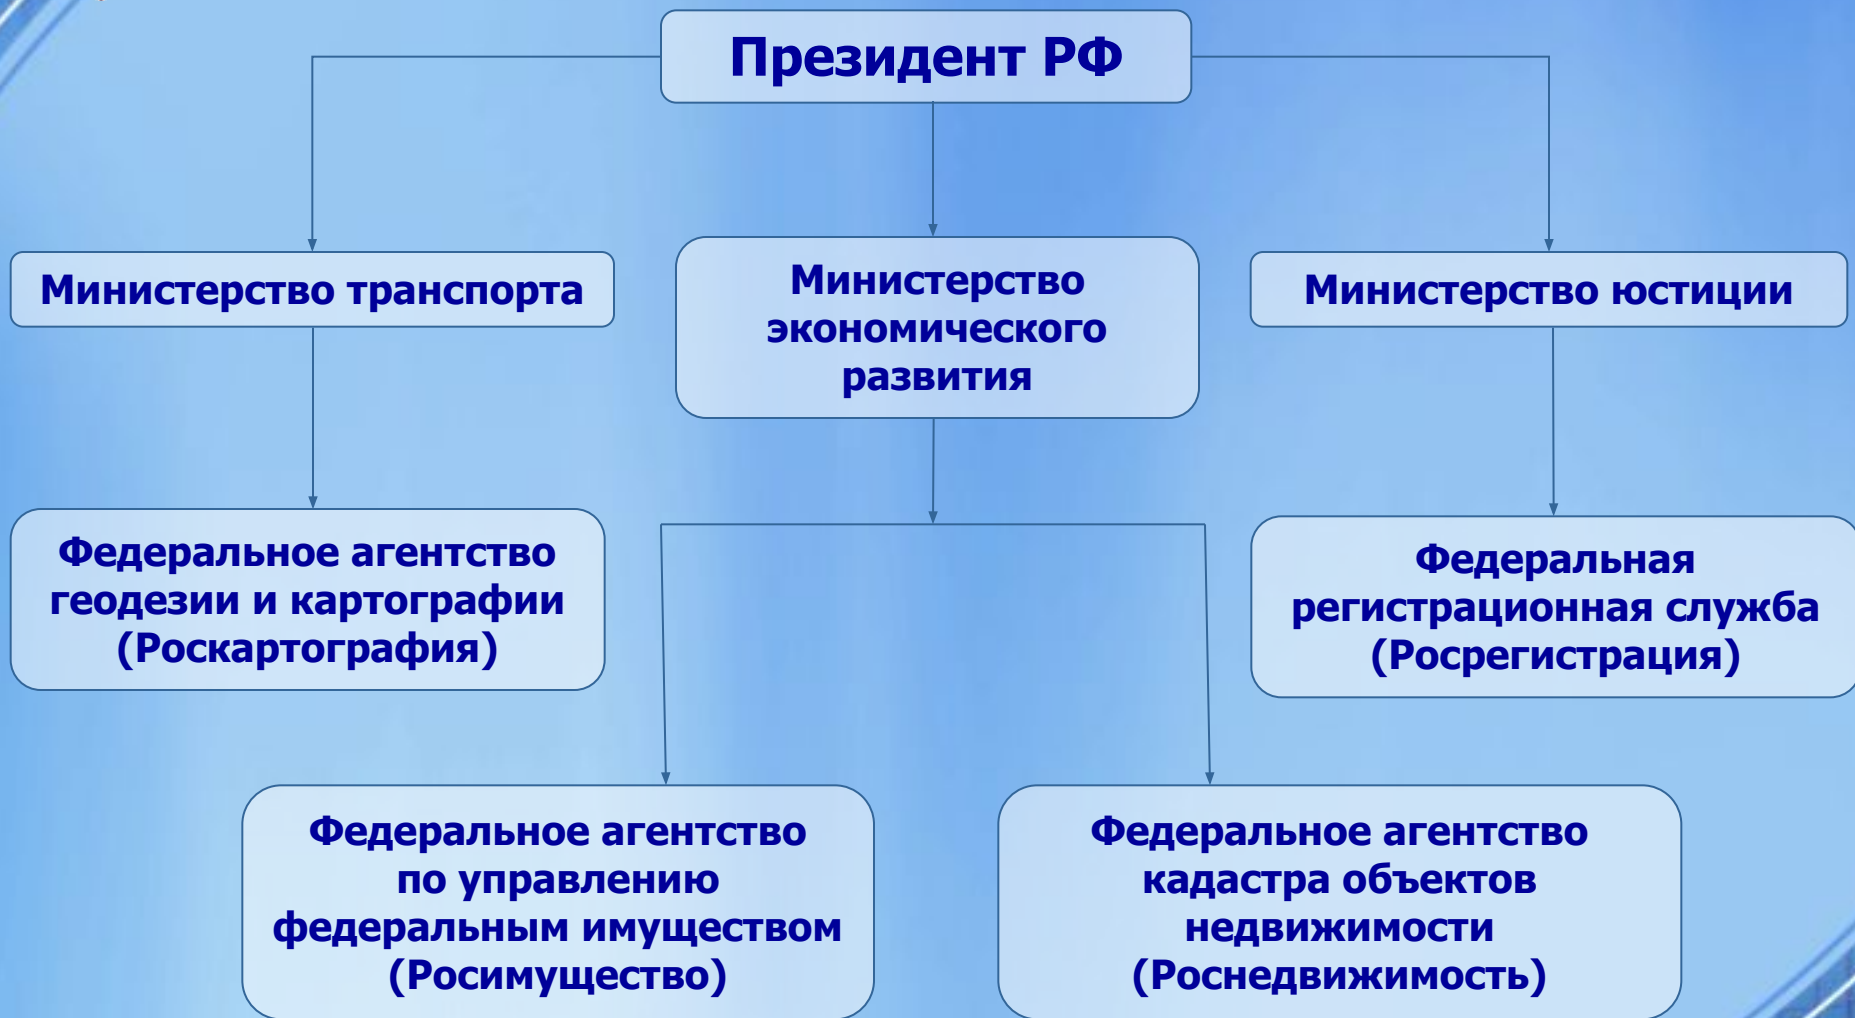 Президент РФ
Министерство транспорта
Министерство
экономического
развития
Министерство юстиции
Федеральное агентство
геодезии и картографии
(Роскартография)
Федеральная
регистрационная служба
(Росрегистрация)
Федеральное агентство
по управлению
федеральным имуществом
(Росимущество)
Федеральное агентство
кадастра объектов
недвижимости
(Роснедвижимость)